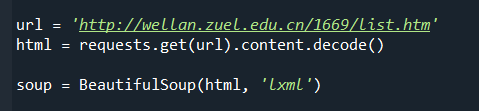 url = 'http://wellan.zuel.edu.cn/1669/list.htm'
html = requests.get(url).content.decode()
soup = BeautifulSoup(html, 'lxml')